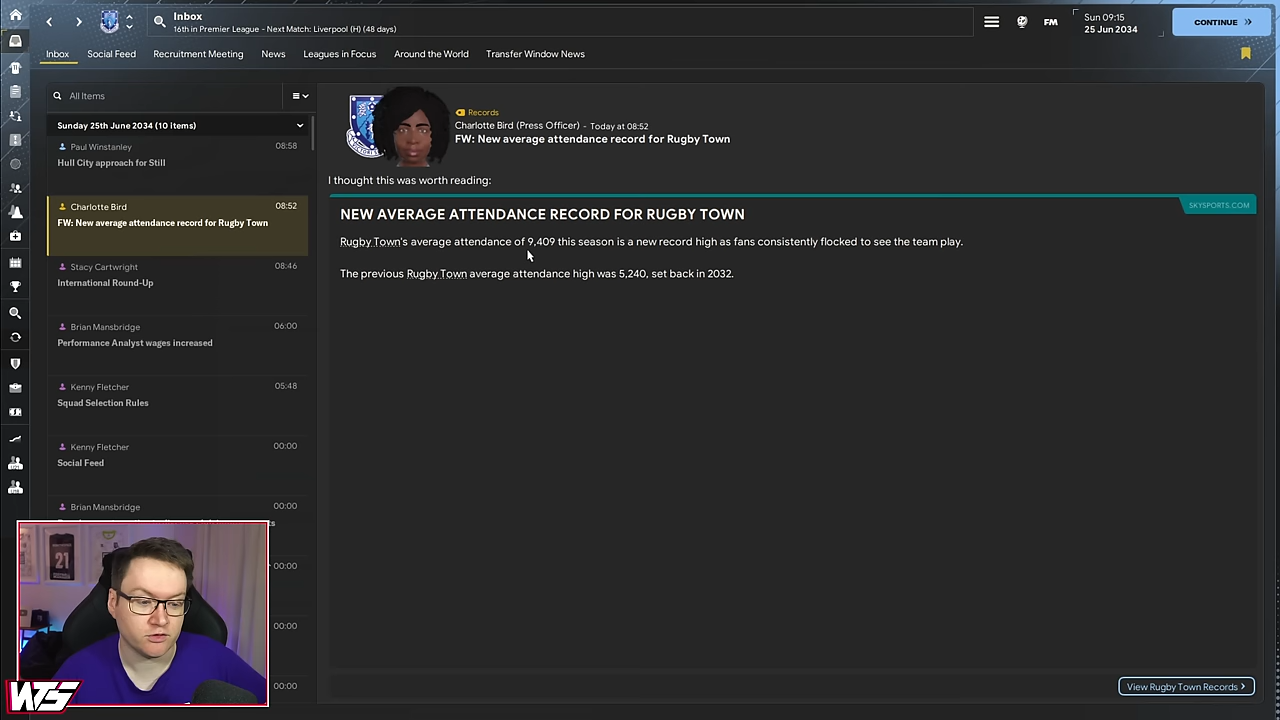 Inbox
16th in Premier League - Next Match: Liverpool (H) (48 days)
FM
Sun 09:15
25 Jun 2034
CONTINUE
Inbox
Social Feed
Recruitment Meeting
News
Leagues in Focus
Around the World
Transfer Window News
All Items
Sunday 25th June 2034 (10 Items)
Paul Winstanley
08:58
Hull City approach for Still
Charlotte Bird
08:52
FW: New average attendance record for Rugby Town
Stacy Cartwright
08:46
International Round-Up
Brian Mansbridge
06:00
Performance Analyst wages increased
Kenny Fletcher
05:48
Squad Selection Rules
Kenny Fletcher
00:00
Social Feed
Brian Mansbridge
00:00
00:00
00:00
00:00
Records
Charlotte Bird (Press Officer) - Today at 08:52
FW: New average attendance record for Rugby Town
I thought this was worth reading:
SKYSPORTS.COM
NEW AVERAGE ATTENDANCE RECORD FOR RUGBY TOWN
Rugby Town's average attendance of 9,409 this season is a new record high as fans consistently flocked to see the team play.
The previous Rugby Town average attendance high was 5,240, set back in 2032.
View Rugby Town Records
21
WTS